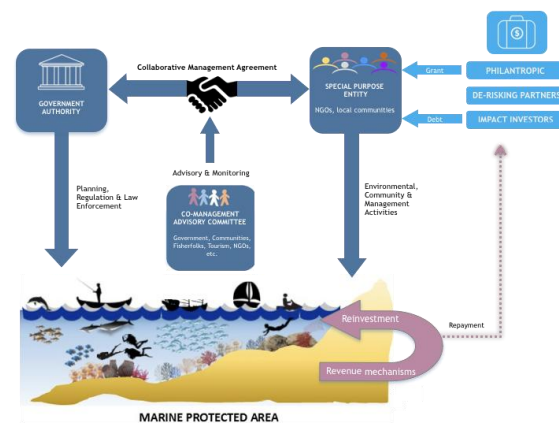 Collaborative Management Agreement
GOVERNMENT
AUTHORITY
SPECIAL PURPOSE
ENTITY
NGOs, local communities
Grant
PHILANTROPIC
DE-RISKING PARTNERS
Debt
IMPACT INVESTORS
Advisory & Monitoring
Planning,
Regulation & Law
Enforcement
CO-MANAGEMENT
ADVISORY COMMITTEE
Government, Communities,
Fisherfolks, Tourism, NGOs,
etc.
Environmental,
Community &
Management
Activities
Reinvestment
Repayment
Revenue mechanisms
MARINE PROTECTED AREA